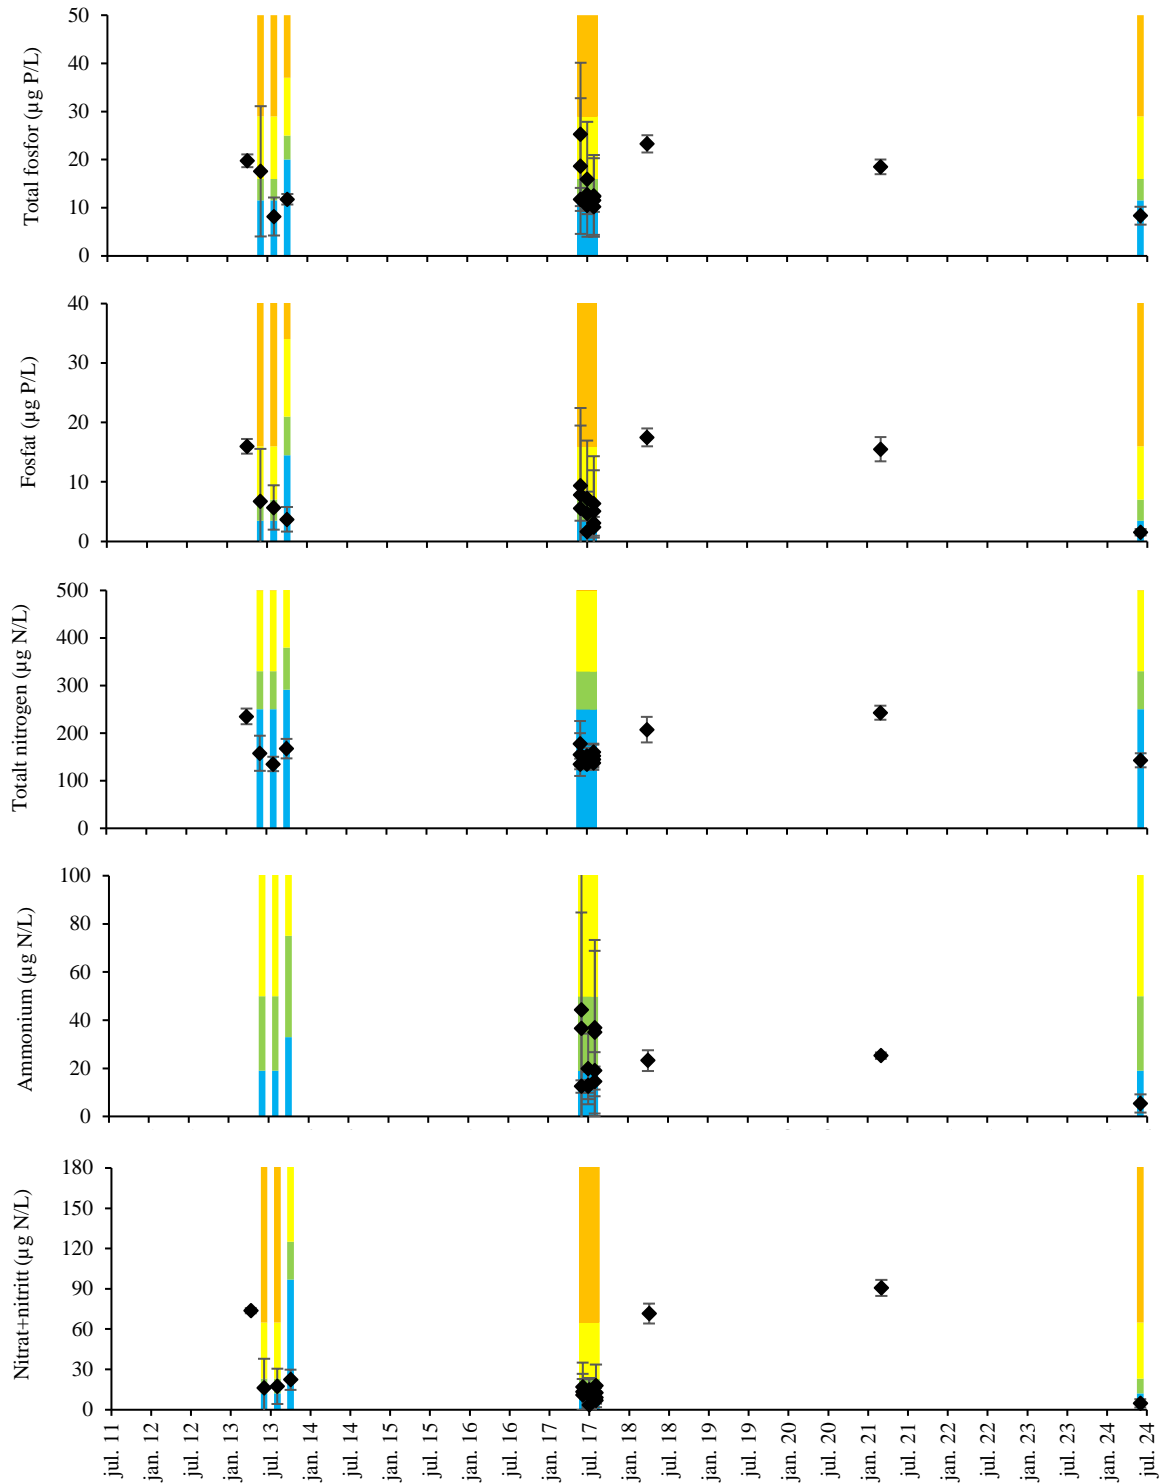 Total fosfor (µg P/L)
50
40
30
20
10
0
Fosfat (µg P/L)
40
30
20
10
0
Totalt nitrogen (µg N/L)
500
400
300
200
100
0
Ammonium (µg N/L)
100
80
60
40
20
0
Nitrat+nitritt (µg N/L)
180
150
120
90
60
30
0
jul. 11
jan. 12
jul. 12
jan. 13
jul. 13
jan. 14
jul. 14
jan. 15
jul. 15
jan. 16
jul. 16
jan. 17
jul. 17
jan. 18
jul. 18
jan. 19
jul. 19
jan. 20
jul. 20
jan. 21
jul. 21
jan. 22
jul. 22
jan. 23
jul. 23
jan. 24
jul. 24